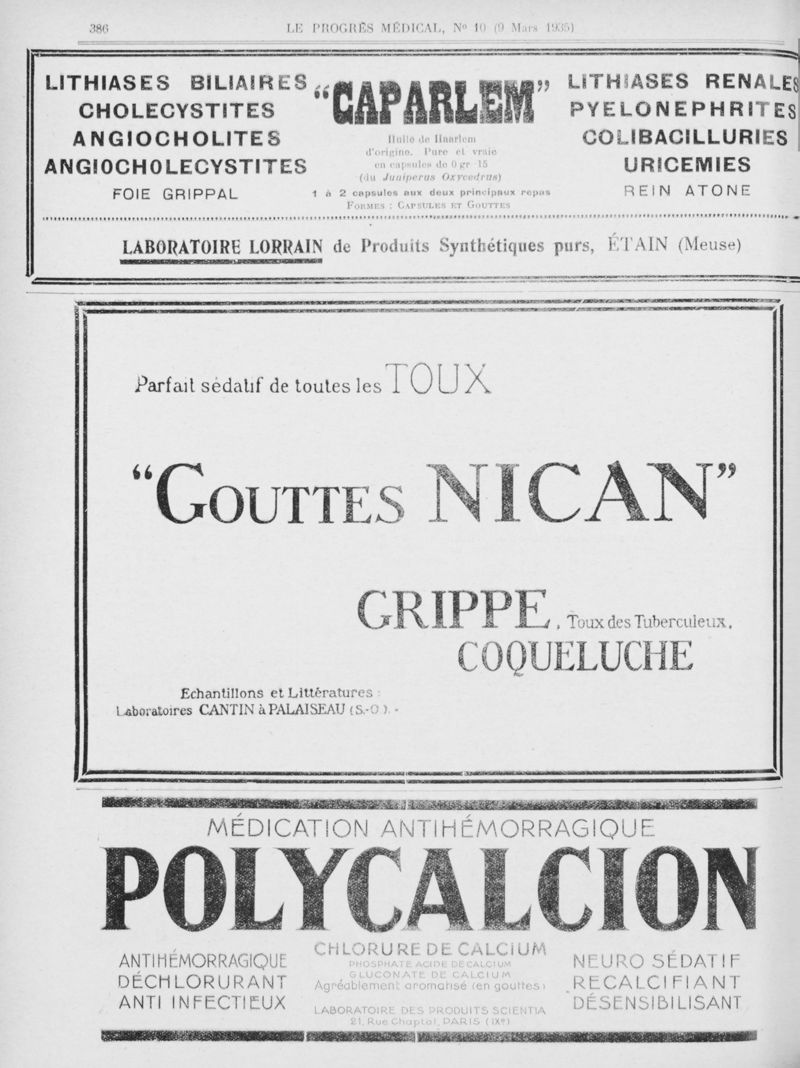 386
LE PROGRÈS MÉDICAL, Nº 10 (9 Mars 1935)
LITHIASES BILIAIRES
CHOLECYSTITES
ANGIOCHOLITES
ANGIOCHOLECYSTITES
FOIE GRIPPAL
"CAPARLEM"
Huile de Haarlem
d'origine. Pure et vraie
en capsules de 0 gr 15
(du Juniperus Oxycedrus)
1 à 2 capsules aux deux principaux repas
FORMES : CAPSULES ET GOUTTES
LITHIASES RENALES
PYELONEPHRITES
COLIBACILLURIES
URICEMIES
REIN ATONE
LABORATOIRE LORRAIN de Produits Synthétiques purs, ÉTAIN (Meuse)
Parfait sédatif de toutes les TOUX
"GOUTTES NICAN"
GRIPPE, Toux des Tuberculeux,
COQUELUCHE
Echantillons et Littératures :
Laboratoires CANTIN à PALAISEAU (S.-O.). -
MÉDICATION ANTIHÉMORRAGIQUE
POLYCALCION
ANTIHÉMORRAGIQUE
DÉCHLORURANT
ANTI INFECTIEUX
CHLORURE DE CALCIUM
PHOSPHATE ACIDE DE CALCIUM
GLUCONATE DE CALCIUM
Agréablement aromatisé (en gouttes)
LABORATOIRE DES PRODUITS SCIENTIA
21, Rue Chaptal, PARIS (IXe)
NEURO SÉDATIF
RECALCIFIANT
DÉSENSIBILISANT